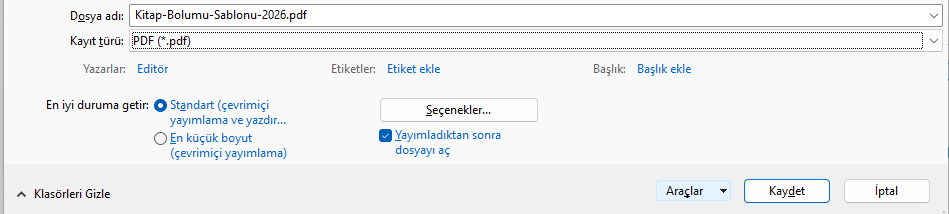 Dosya adı: Kitap-Bolumu-Sablonu-2026.pdf
Kayıt türü: PDF (*.pdf)
Yazarlar: Editör Etiketler: Etiket ekle Başlık: Başlık ekle
En iyi duruma getir: Standart (çevrimiçi
yayımlama ve yazdır...
En küçük boyut
(çevrimiçi yayımlama)
Seçenekler...
Yayımladıktan sonra
dosyayı aç
Klasörleri Gizle Araçlar Kaydet İptal